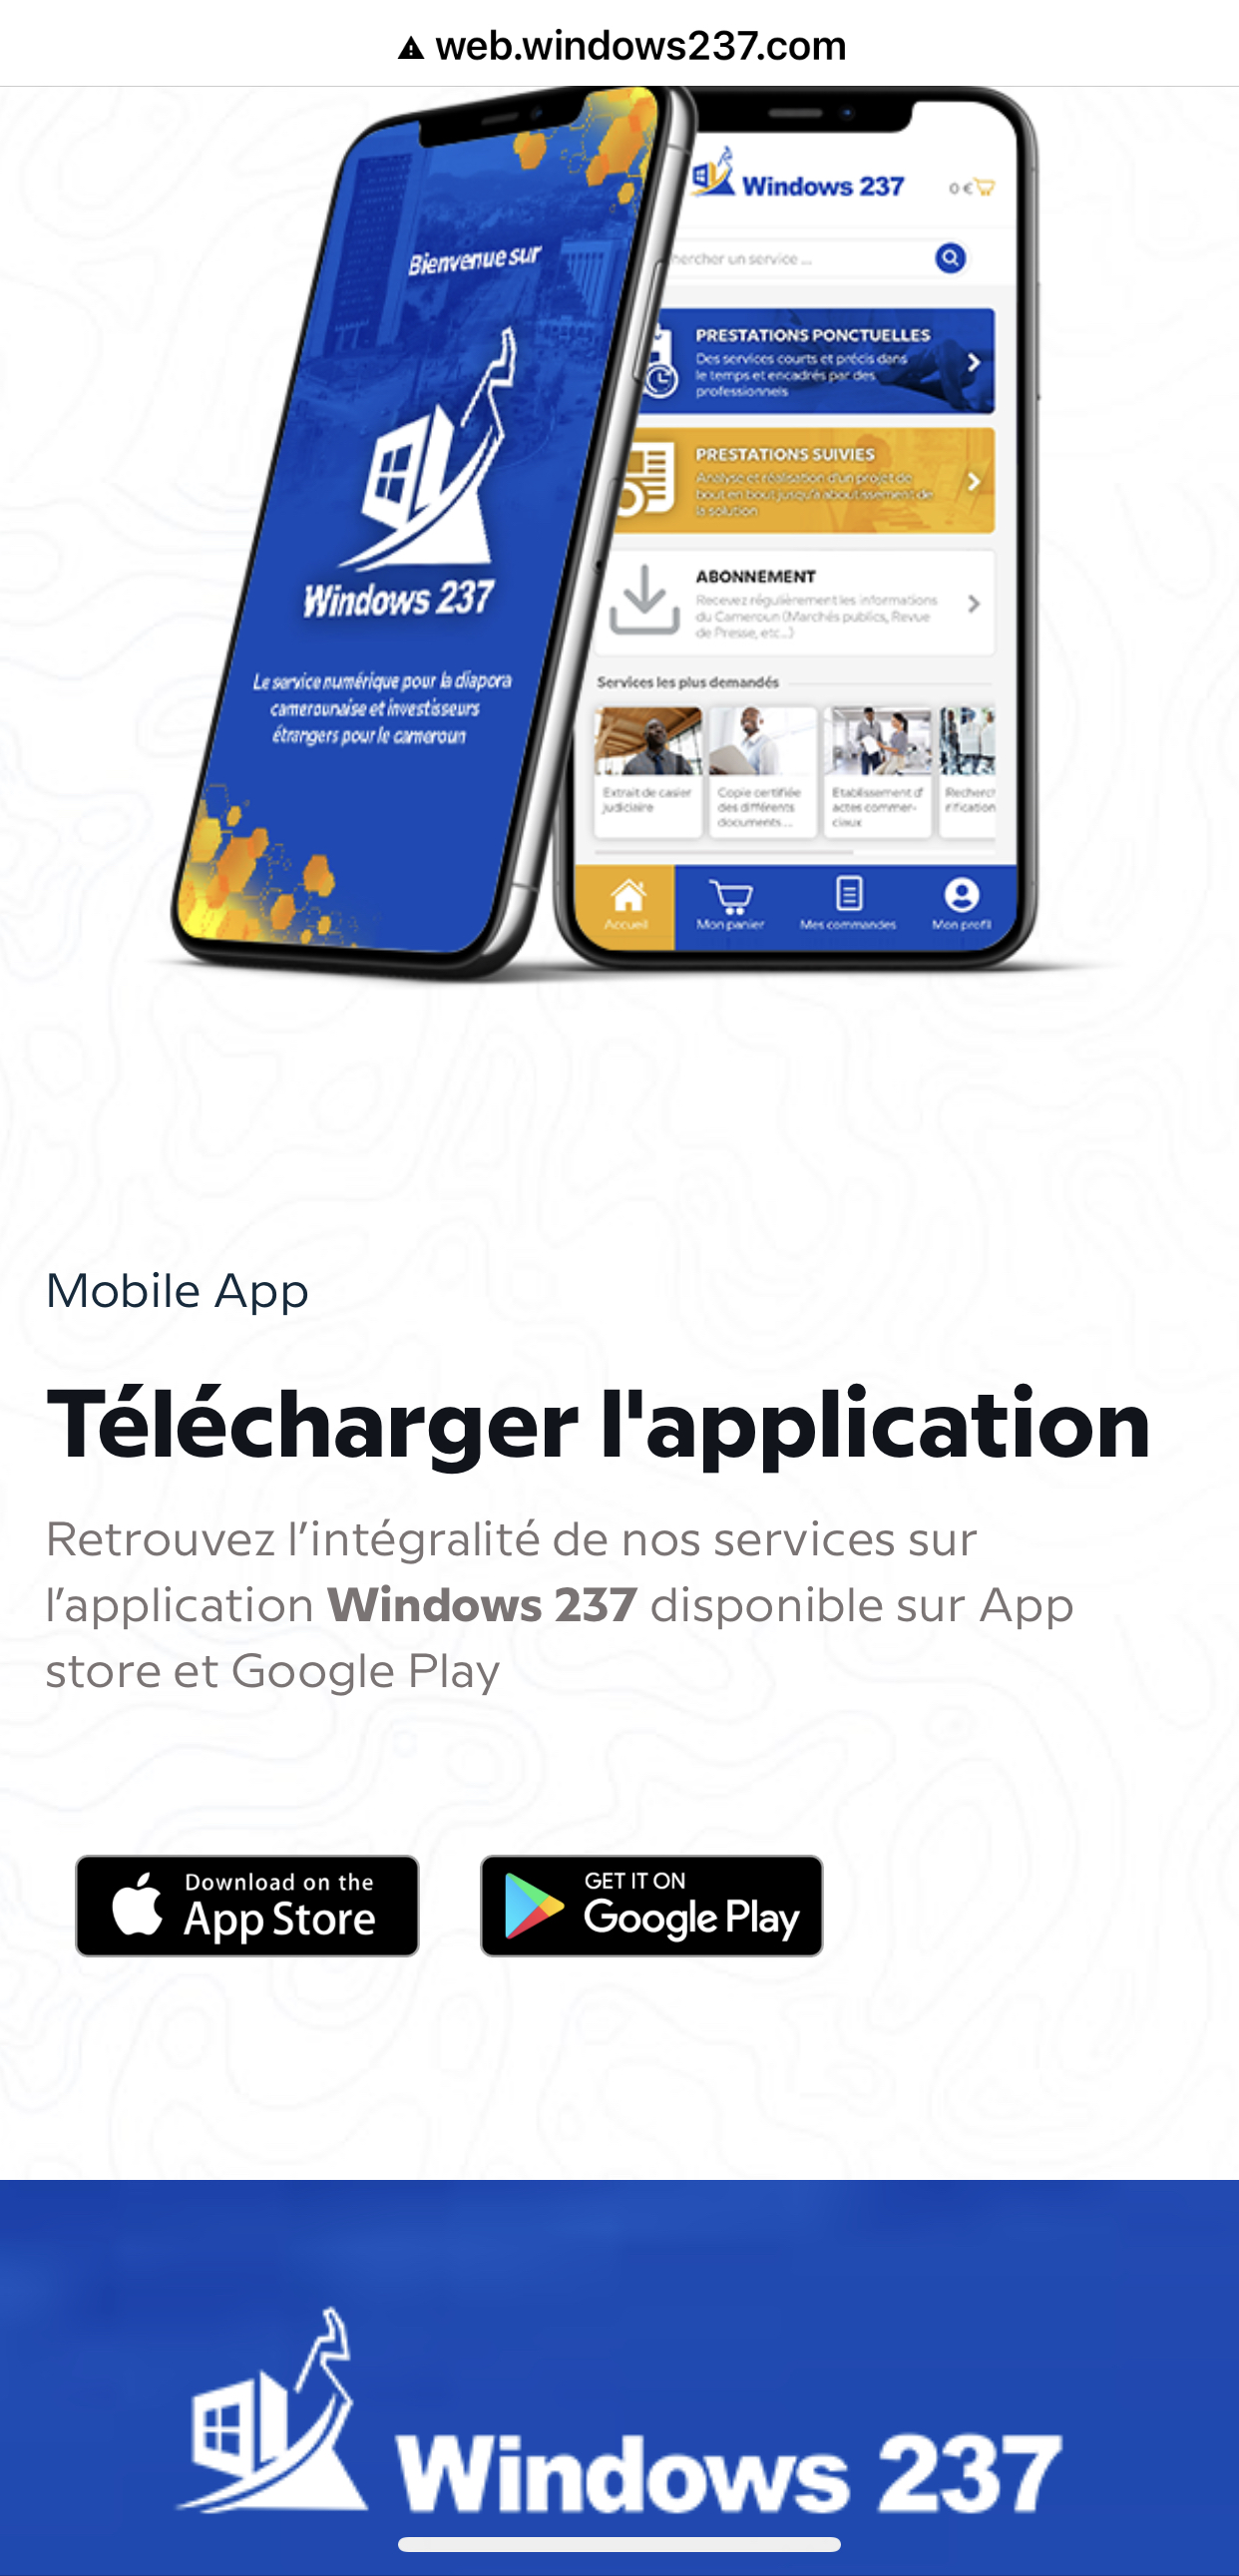 web.windows237.com
Bienvenue sur
Windows 237
Le service numérique pour la diapora
camerounaise et investisseurs
étrangers pour le cameroun
Windows 237
0 €
hercher un service ...
PRESTATIONS PONCTUELLES
Des services courts et précis dans
le temps et encadrés par des
professionnels
PRESTATIONS SUIVIES
Analyse et réalisation d'un projet de
bout en bout jusqu'a aboutissement de
la solution
ABONNEMENT
Recevez régulièrement les informations
du Cameroun (Marchés publics, Revue
de Presse, etc...)
Services les plus demandés
Extrait de casier
judiciaire
Copie certifiée
des différents
documents...
Etablissement d'
actes commer-
ciaux
Recherc
rification
Accueil
Mon panier
Mes commandes
Mon profil
Mobile App
Télécharger l'application
Retrouvez l’intégralité de nos services sur
l’application Windows 237 disponible sur App
store et Google Play
Download on the
App Store
GET IT ON
Google Play
Windows 237